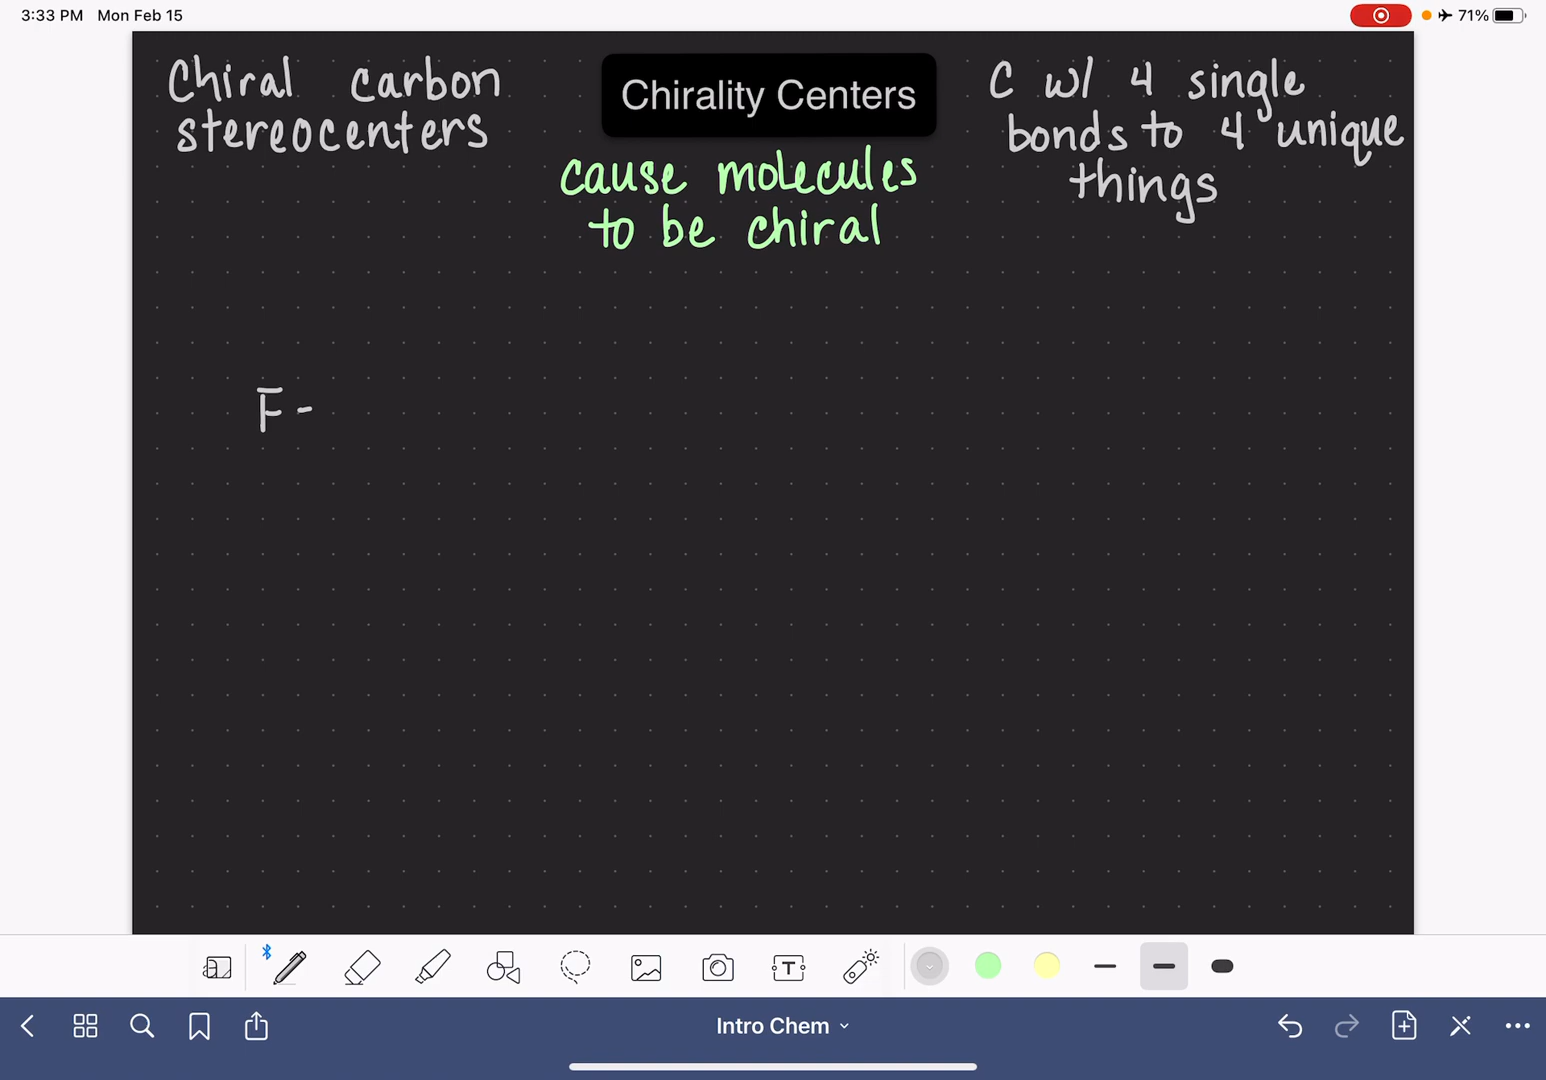 3:33 PM Mon Feb 15
71%
Chiral carbon
stereocenters
Chirality Centers
cause molecules
to be chiral
C w/ 4 single
bonds to 4 unique
things
F -
Intro Chem